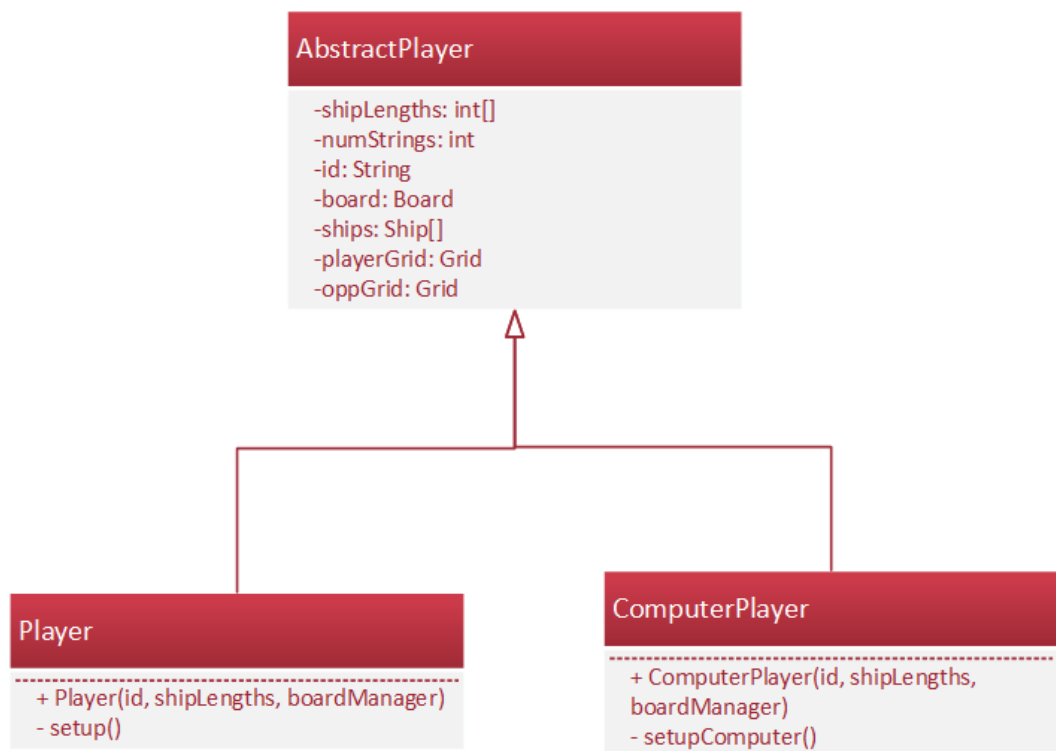 AbstractPlayer
-shipLengths: int[]
-numStrings: int
-id: String
-board: Board
-ships: Ship[]
-playerGrid: Grid
-oppGrid: Grid
Player
+ Player(id, shipLengths, boardManager)
- setup()
ComputerPlayer
+ ComputerPlayer(id, shipLengths,
boardManager)
- setupComputer()